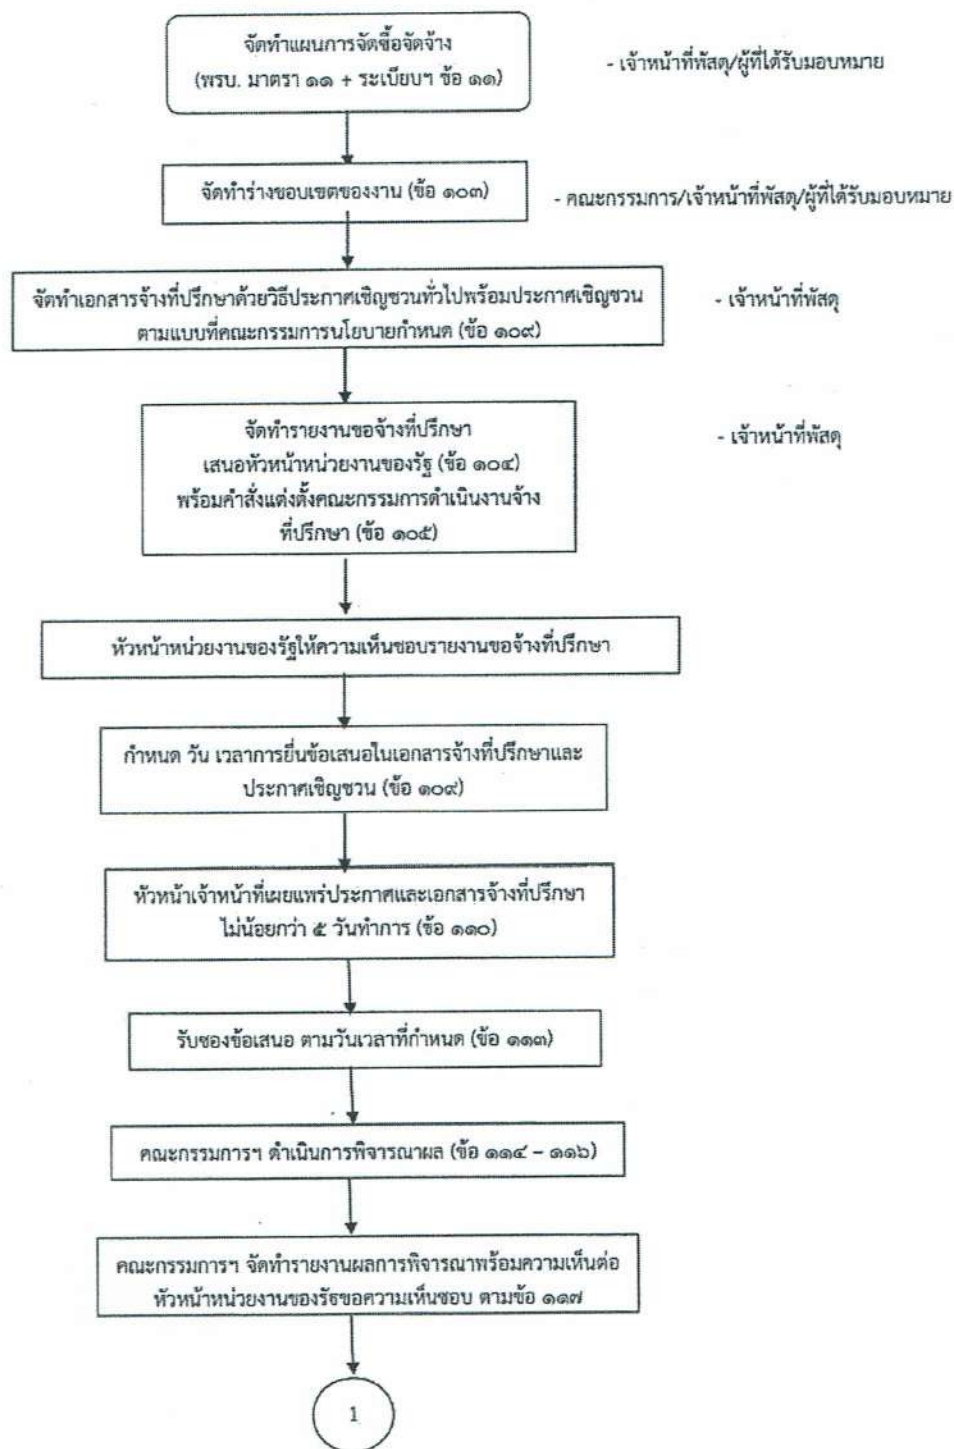 จัดทำแผนการจัดซื้อจัดจ้าง
(พรบ. มาตรา ๑๑ + ระเบียบฯ ข้อ ๑๑)
- เจ้าหน้าที่พัสดุ/ผู้ที่ได้รับมอบหมาย
จัดทำร่างขอบเขตของงาน (ข้อ ๑๐๓)
- คณะกรรมการ/เจ้าหน้าที่พัสดุ/ผู้ที่ได้รับมอบหมาย
จัดทำเอกสารจ้างที่ปรึกษาด้วยวิธีประกาศเชิญชวนทั่วไปพร้อมประกาศเชิญชวน
ตามแบบที่คณะกรรมการนโยบายกำหนด (ข้อ ๑๐๙)
- เจ้าหน้าที่พัสดุ
จัดทำรายงานขอจ้างที่ปรึกษา
เสนอหัวหน้าหน่วยงานของรัฐ (ข้อ ๑๐๔)
พร้อมคำสั่งแต่งตั้งคณะกรรมการดำเนินงานจ้าง
ที่ปรึกษา (ข้อ ๑๐๕)
- เจ้าหน้าที่พัสดุ
หัวหน้าหน่วยงานของรัฐให้ความเห็นชอบรายงานขอจ้างที่ปรึกษา
กำหนด วัน เวลาการยื่นข้อเสนอในเอกสารจ้างที่ปรึกษาและ
ประกาศเชิญชวน (ข้อ ๑๐๙)
หัวหน้าเจ้าหน้าที่เผยแพร่ประกาศและเอกสารจ้างที่ปรึกษา
ไม่น้อยกว่า ๕ วันทำการ (ข้อ ๑๑๐)
รับซองข้อเสนอ ตามวันเวลาที่กำหนด (ข้อ ๑๑๓)
คณะกรรมการฯ ดำเนินการพิจารณาผล (ข้อ ๑๑๔ – ๑๑๖)
คณะกรรมการฯ จัดทำรายงานผลการพิจารณาพร้อมความเห็นต่อ
หัวหน้าหน่วยงานของรัฐขอความเห็นชอบ ตามข้อ ๑๑๗
1